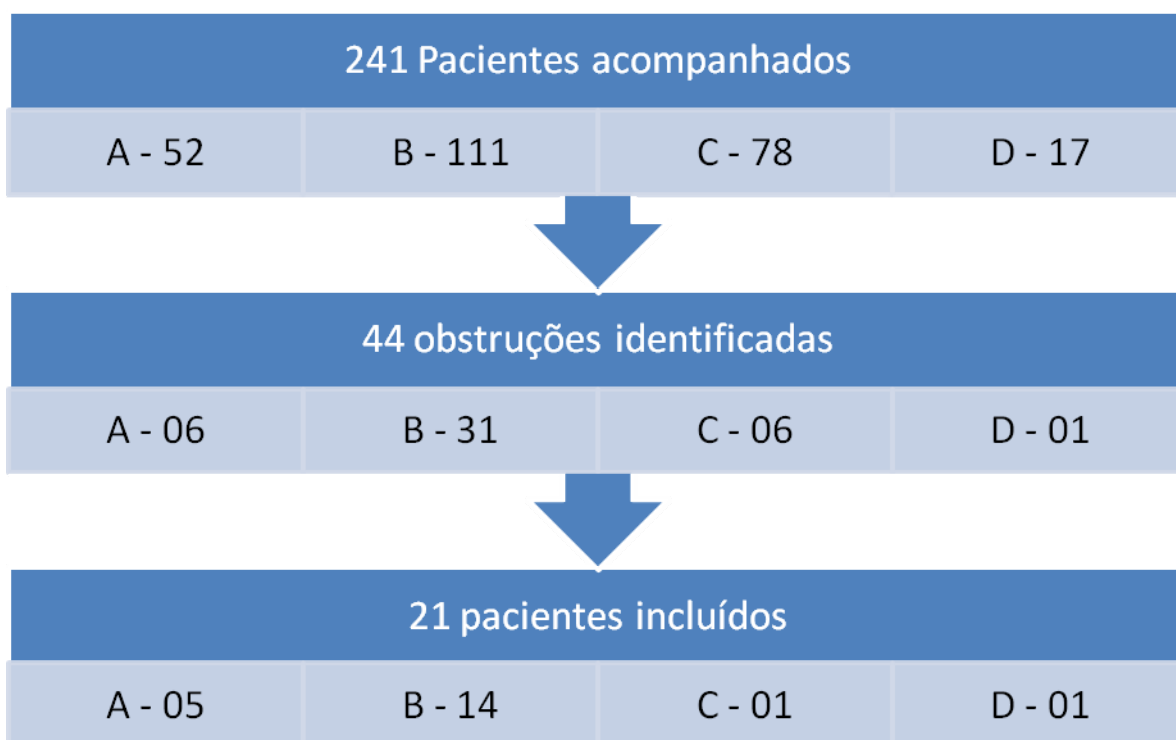 241 Pacientes acompanhados
A - 52 B - 111 C - 78 D - 17
44 obstruções identificadas
A - 06 B - 31 C - 06 D - 01
21 pacientes incluídos
A - 05 B - 14 C - 01 D - 01